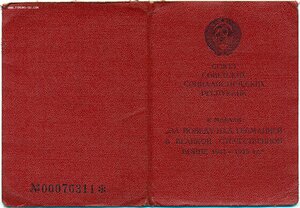 СОЮЗ
СОВЕТСКИХ
СОЦИАЛИСТИЧЕСКИХ
РЕСПУБЛИК
К МЕДАЛИ
„ЗА ПОБЕДУ НАД ГЕРМАНИЕЙ
В ВЕЛИКОЙ ОТЕЧЕСТВЕННОЙ
ВОЙНЕ 1941–1945 гг."
№00076211